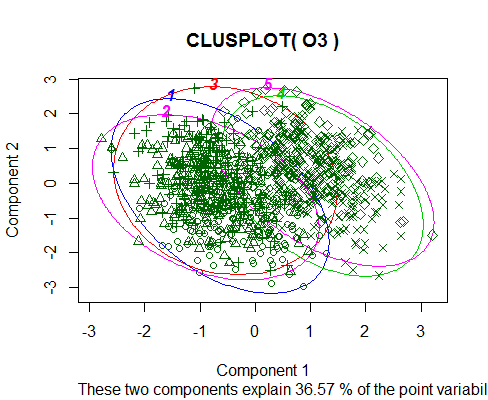 CLUSPLOT( O3 )
Component 2
3
2
1
0
-1
-2
-3
1
2
3
5
4
-3 -2 -1 0 1 2 3
Component 1
These two components explain 36.57 % of the point variabil